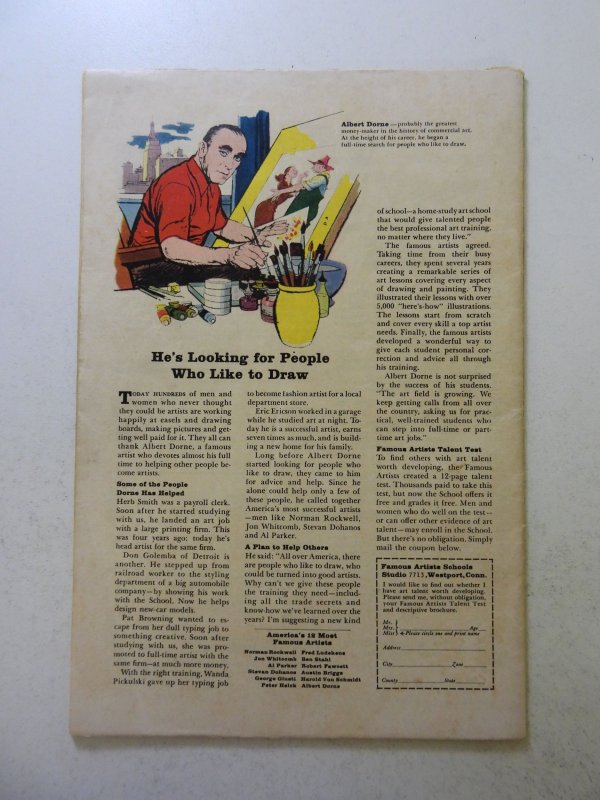 Albert Dorne—probably the greatest
money-maker in the history of commercial art.
At the height of his career, he began a
full-time search for people who like to draw.
He's Looking for People
Who Like to Draw
TODAY HUNDREDS of men and
women who never thought
they could be artists are working
happily at easels and drawing
boards, making pictures and get-
ting well paid for it. They all can
thank Albert Dorne, a famous
artist who devotes almost his full
time to helping other people be-
come artists.
Some of the People
Dorne Has Helped
Herb Smith was a payroll clerk.
Soon after he started studying
with us, he landed an art job
with a large printing firm. This
was four years ago: today he's
head artist for the same firm.
Don Golemba of Detroit is
another. He stepped up from
railroad worker to the styling
department of a big automobile
company—by showing his work
with the School. Now he helps
design new-car models.
Pat Browning wanted to es-
cape from her dull typing job to
something creative. Soon after
studying with us, she was pro-
moted to full-time artist with the
same firm—at much more money.
With the right training, Wanda
Pickulski gave up her typing job
to become fashion artist for a local
department store.
Eric Ericson worked in a garage
while he studied art at night. To-
day he is a successful artist, earns
seven times as much, and is build-
ing a new home for his family.
Long before Albert Dorne
started looking for people who
like to draw, they came to him
for advice and help. Since he
alone could help only a few of
these people, he called together
America's most successful artists
—men like Norman Rockwell,
Jon Whitcomb, Stevan Dohanos
and Al Parker.
A Plan to Help Others
He said: "All over America, there
are people who like to draw, who
could be turned into good artists.
Why can't we give these people
the training they need—includ-
ing all the trade secrets and
know-how we've learned over the
years? I'm suggesting a new kind
America's 12 Most
Famous Artists
Norman Rockwell Fred Ludekens
Jon Whitcomb Ben Stahl
Al Parker Robert Fawcett
Stevan Dohanos Austin Briggs
George Giusti Harold Von Schmidt
Peter Helck Albert Dorne
of school—a home-study art school
that would give talented people
the best professional art training,
no matter where they live."
The famous artists agreed.
Taking time from their busy
careers, they spent several years
creating a remarkable series of
art lessons covering every aspect
of drawing and painting. They
illustrated their lessons with over
5,000 "here's-how" illustrations.
The lessons start from scratch
and cover every skill a top artist
needs. Finally, the famous artists
developed a wonderful way to
give each student personal cor-
rection and advice all through
his training.
Albert Dorne is not surprised
by the success of his students.
"The art field is growing. We
keep getting calls from all over
the country, asking us for prac-
tical, well-trained students who
can step into full-time or part-
time art jobs."
Famous Artists Talent Test
To find others with art talent
worth developing, the Famous
Artists created a 12-page talent
test. Thousands paid to take this
test, but now the School offers it
free and grades it free. Men and
women who do well on the test—
or can offer other evidence of art
talent—may enroll in the School.
But there's no obligation. Simply
mail the coupon below.
Famous Artists Schools
Studio 7713, Westport, Conn.
I would like to find out whether I
have art talent worth developing.
Please send me, without obligation,
your Famous Artists Talent Test
and descriptive brochure.
Mr.
Mrs. Age
Miss Please circle one and print name
Address
City Zone
County State